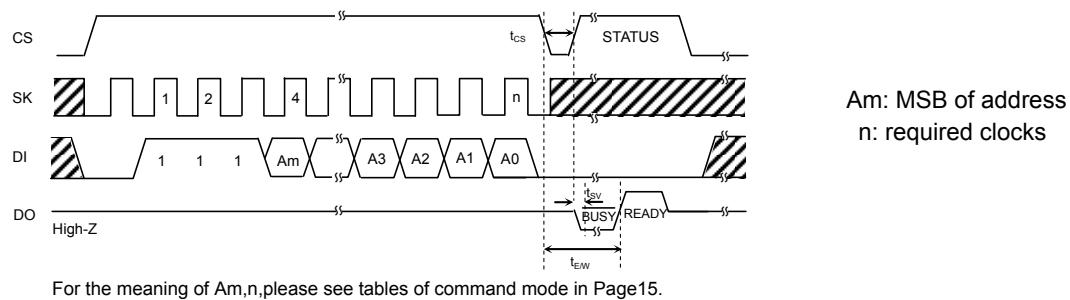 CS
tCS
STATUS
SK
1 2 4 n
DI
1 1 1 Am A3 A2 A1 A0
tSV
DO
BUSY READY
High-Z
tE/W
Am: MSB of address
n: required clocks
For the meaning of Am,n,please see tables of command mode in Page15.